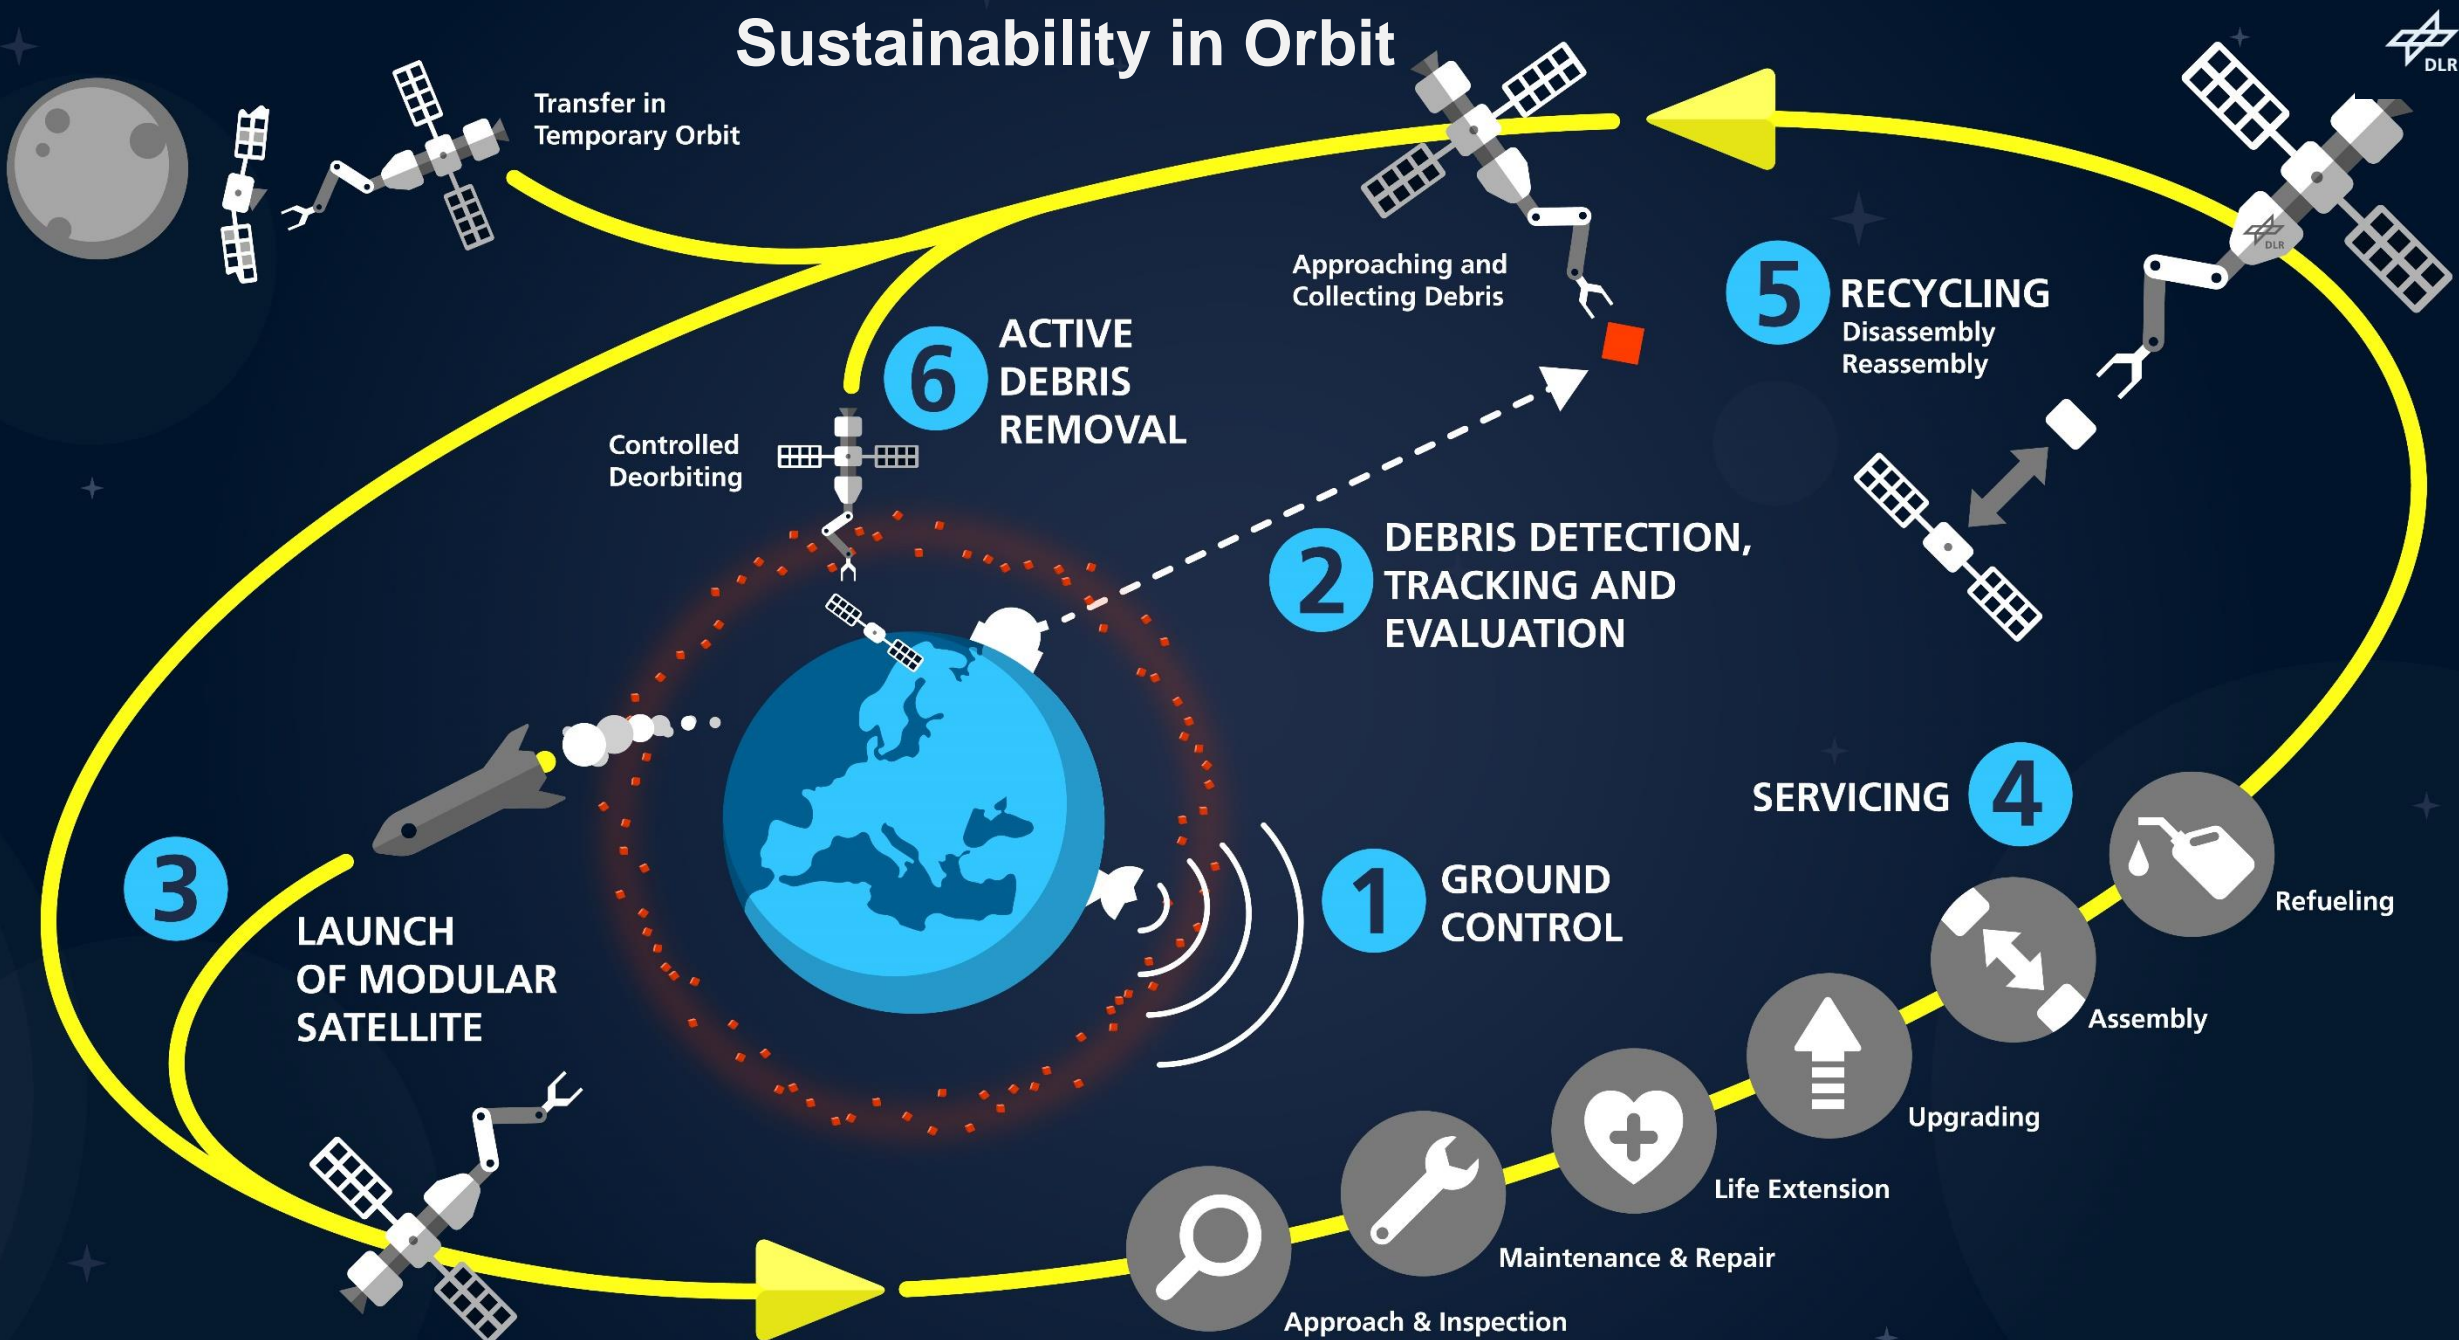 Sustainability in Orbit
DLR
Transfer in
Temporary Orbit
Approaching and
Collecting Debris
5
RECYCLING
Disassembly
Reassembly
DLR
6
ACTIVE
DEBRIS
REMOVAL
Controlled
Deorbiting
2
DEBRIS DETECTION,
TRACKING AND
EVALUATION
3
LAUNCH
OF MODULAR
SATELLITE
1
GROUND
CONTROL
SERVICING
4
Refueling
Assembly
Upgrading
Life Extension
Maintenance & Repair
Approach & Inspection